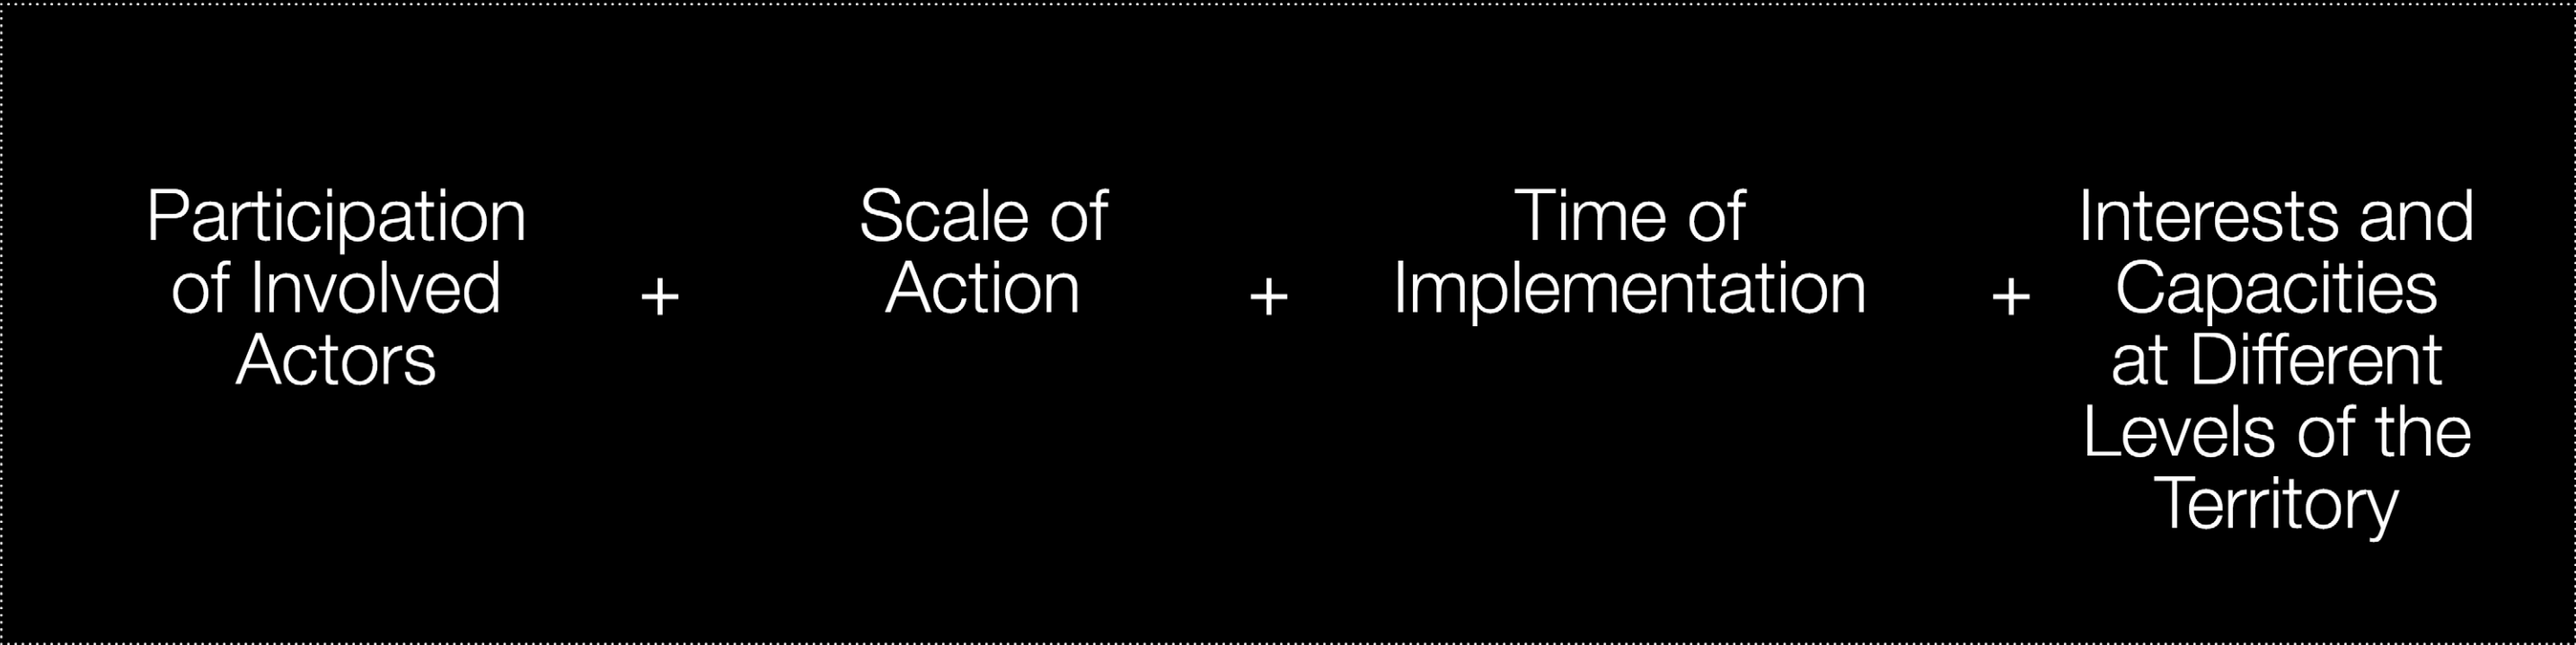 Participation
of Involved
Actors
+
Scale of
Action
+
Time of
Implementation
+
Interests and
Capacities
at Different
Levels of the
Territory